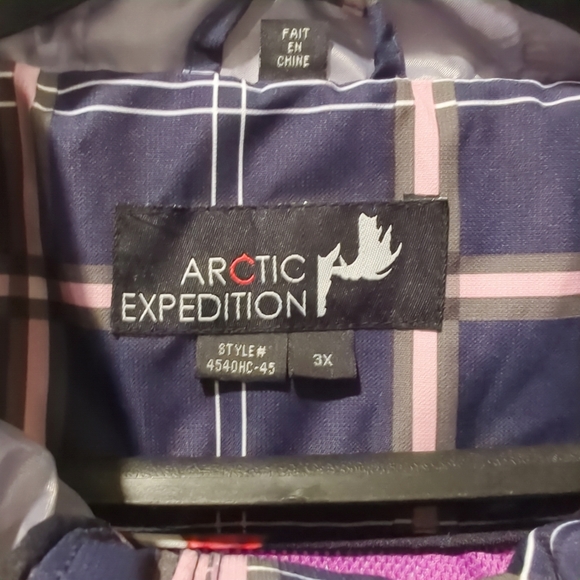 FAIT
EN
CHINE
ARCTIC
EXPEDITION
STYLE#
4540HC-45
3X